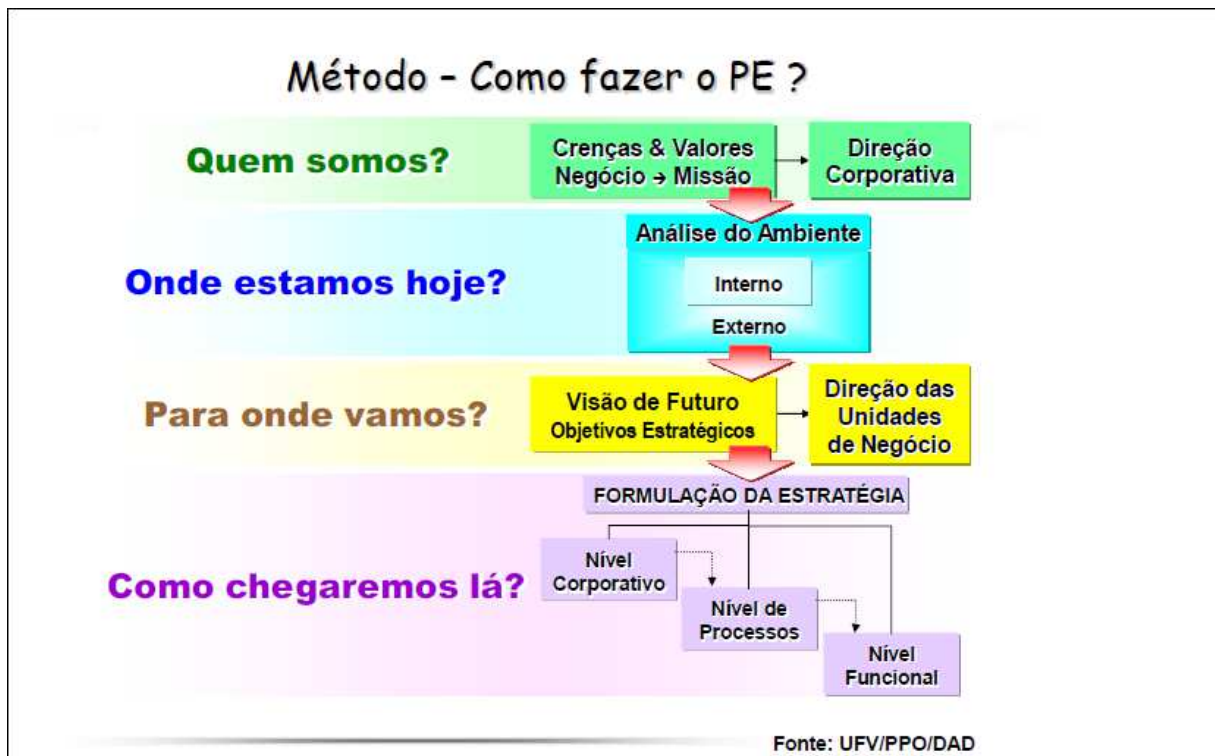 Método – Como fazer o PE ?
Quem somos?
Crenças & Valores
Negócio → Missão
Direção
Corporativa
Onde estamos hoje?
Análise do Ambiente
Interno
Externo
Para onde vamos?
Visão de Futuro
Objetivos Estratégicos
Direção das
Unidades
de Negócio
Como chegaremos lá?
FORMULAÇÃO DA ESTRATÉGIA
Nível
Corporativo
Nível de
Processos
Nível
Funcional
Fonte: UFV/PPO/DAD